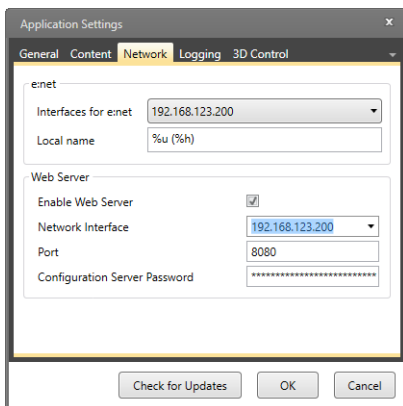 Application Settings x
General Content Network Logging 3D Control
e:net
Interfaces for e:net 192.168.123.200
Local name %u (%h)
Web Server
Enable Web Server
Network Interface 192.168.123.200
Port 8080
Configuration Server Password **************************
Check for Updates OK Cancel